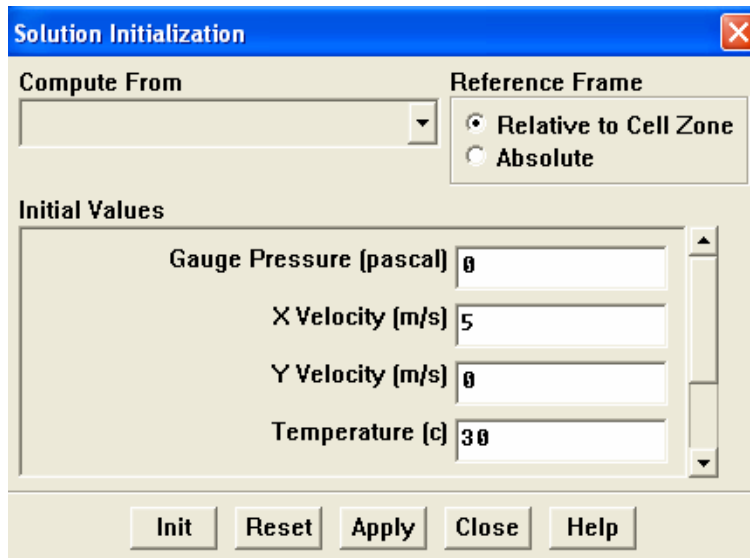 Solution Initialization
Compute From
Reference Frame
Relative to Cell Zone
Absolute
Initial Values
Gauge Pressure (pascal) 0
X Velocity (m/s) 5
Y Velocity (m/s) 0
Temperature (c) 30
Init Reset Apply Close Help